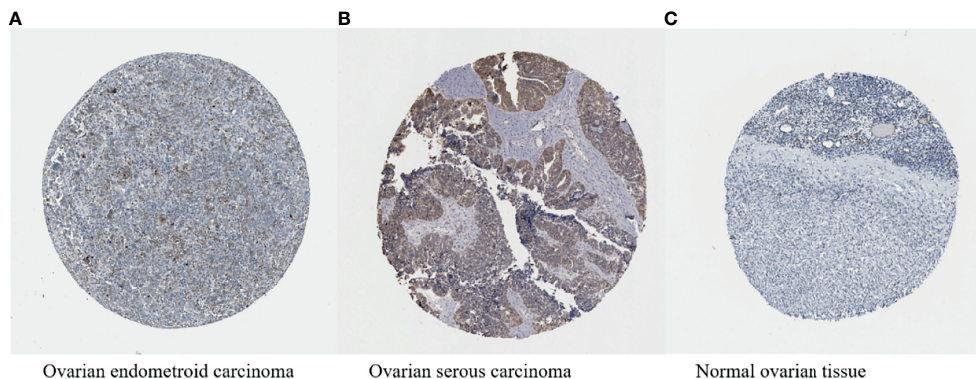 A
B
C
Ovarian endometroid carcinoma
Ovarian serous carcinoma
Normal ovarian tissue